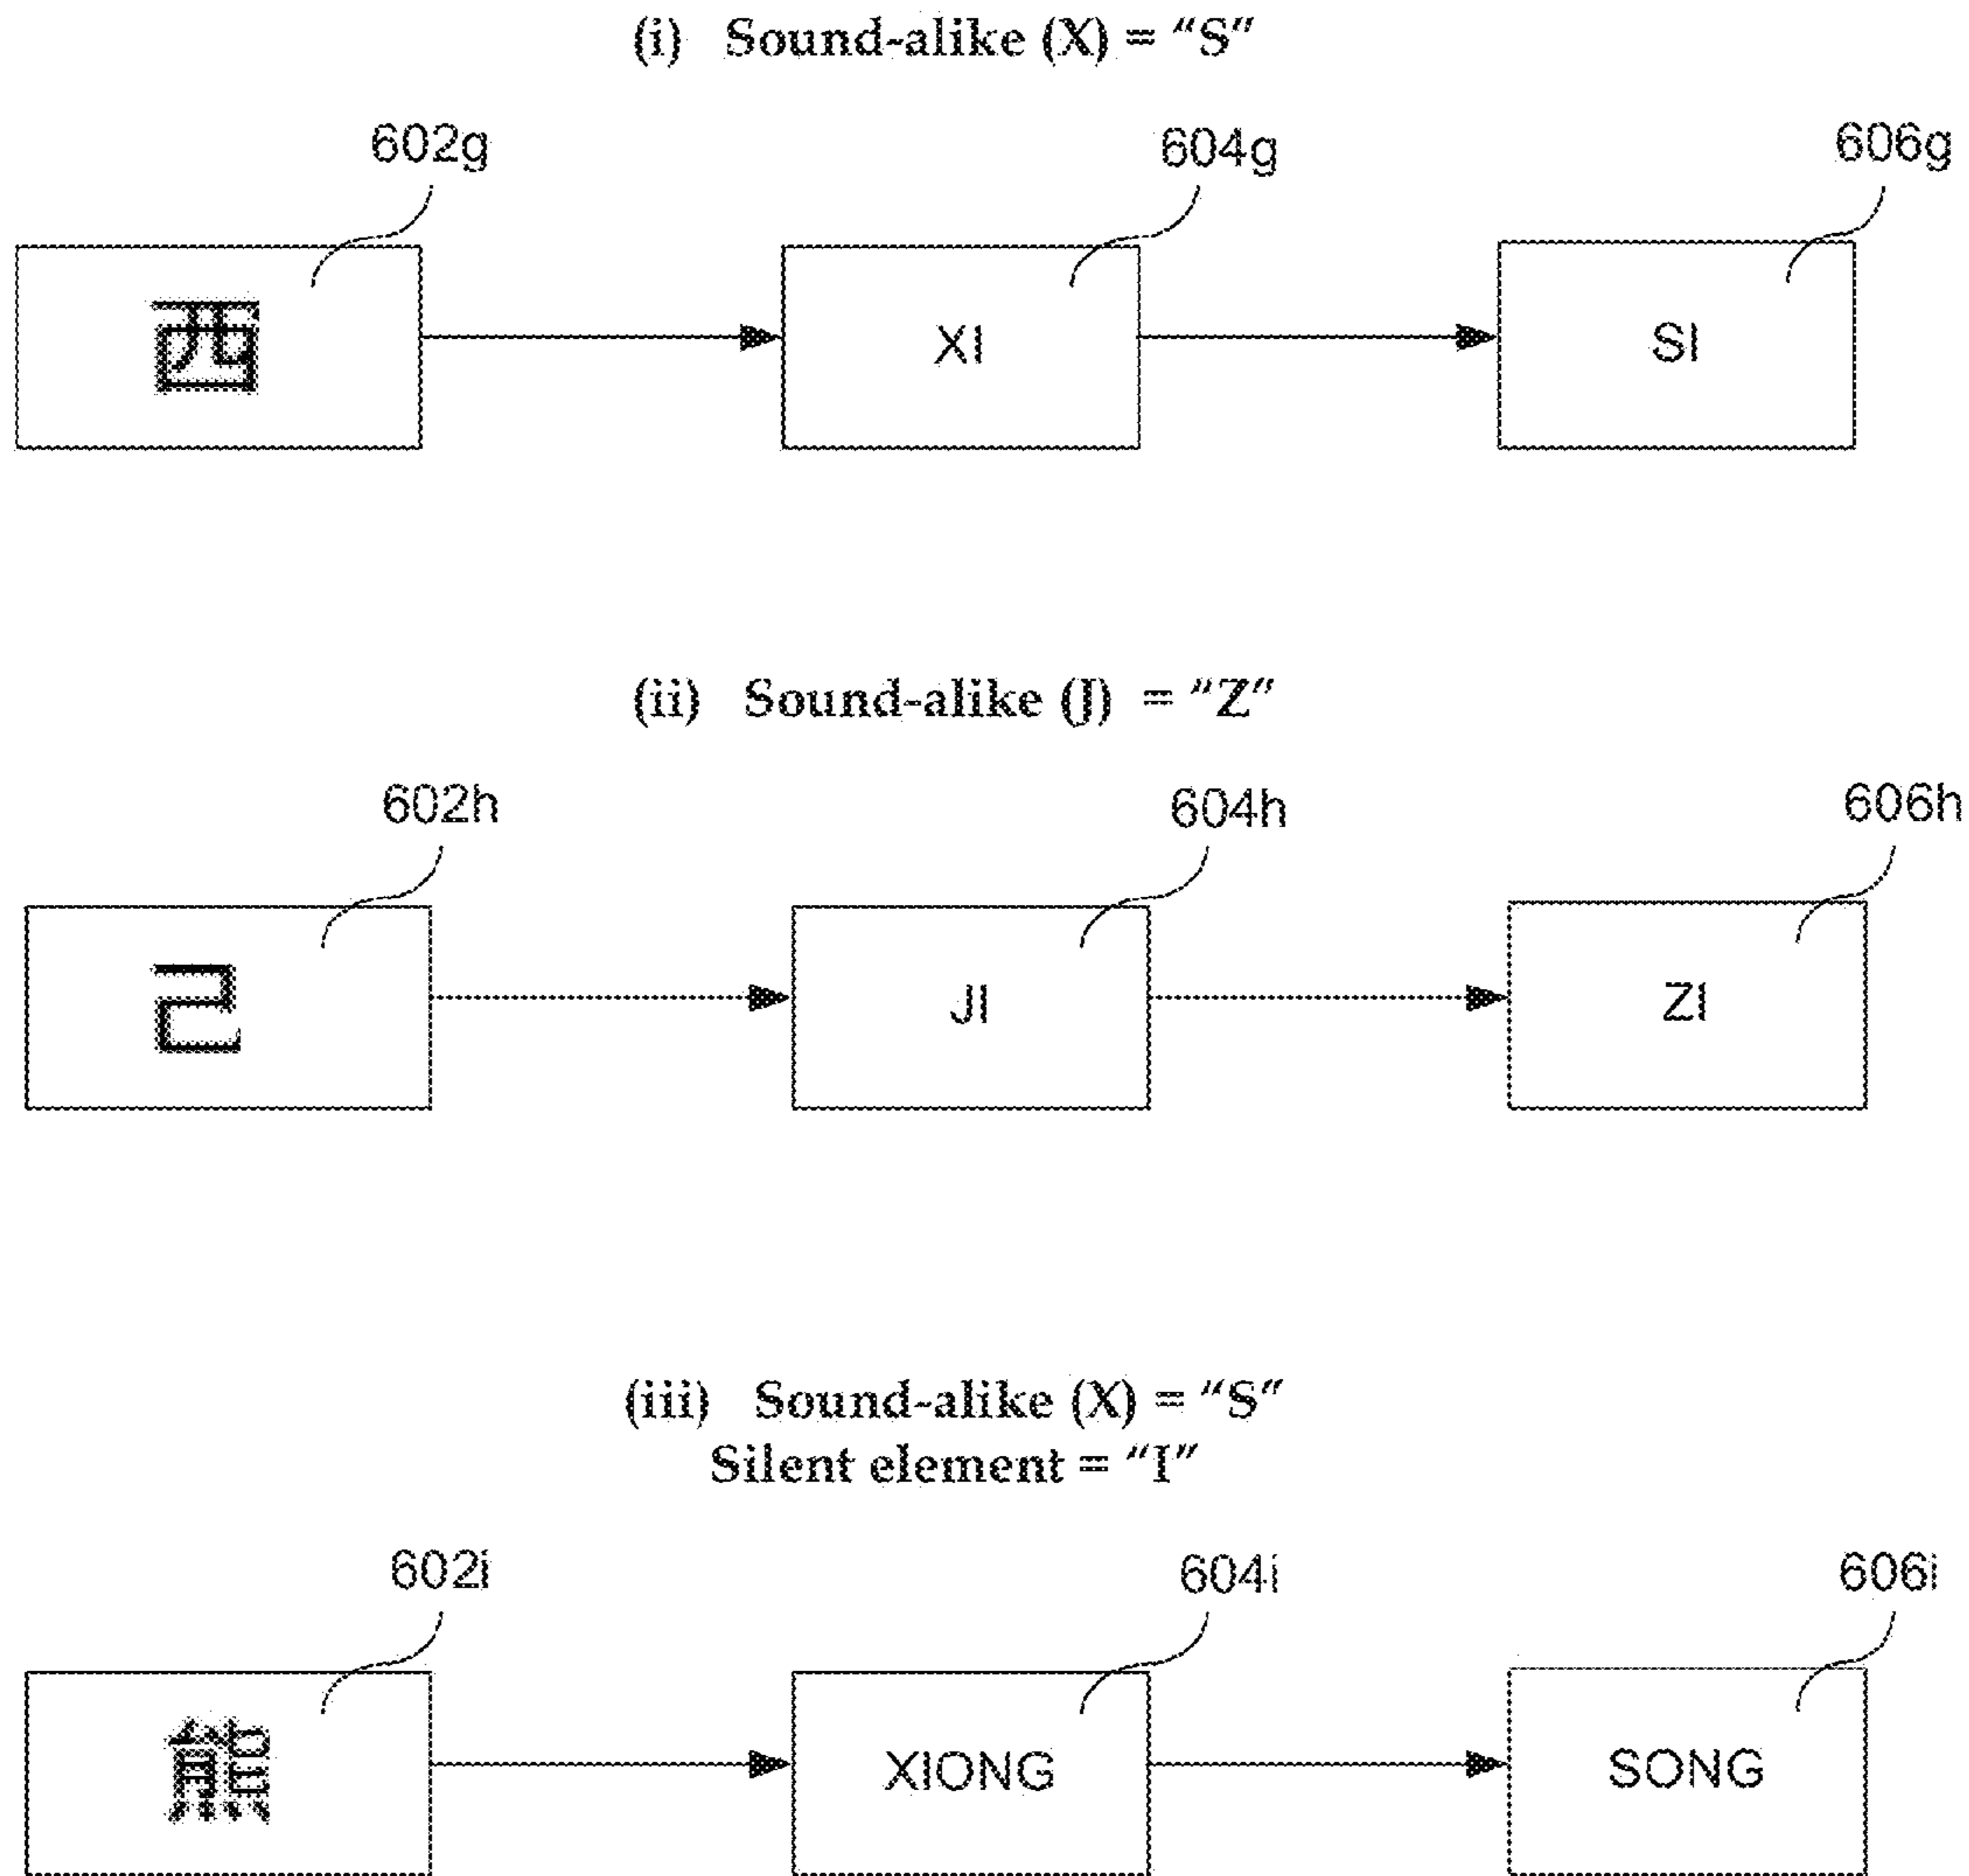 (i) Sound-alike (X) = “S”
602g 604g 606g
西 XI SI
(ii) Sound-alike (J) = “Z”
602h 604h 606h
己 JI ZI
(iii) Sound-alike (X) = “S”
Silent element = “I”
602i 604i 606i
熊 XIONG SONG